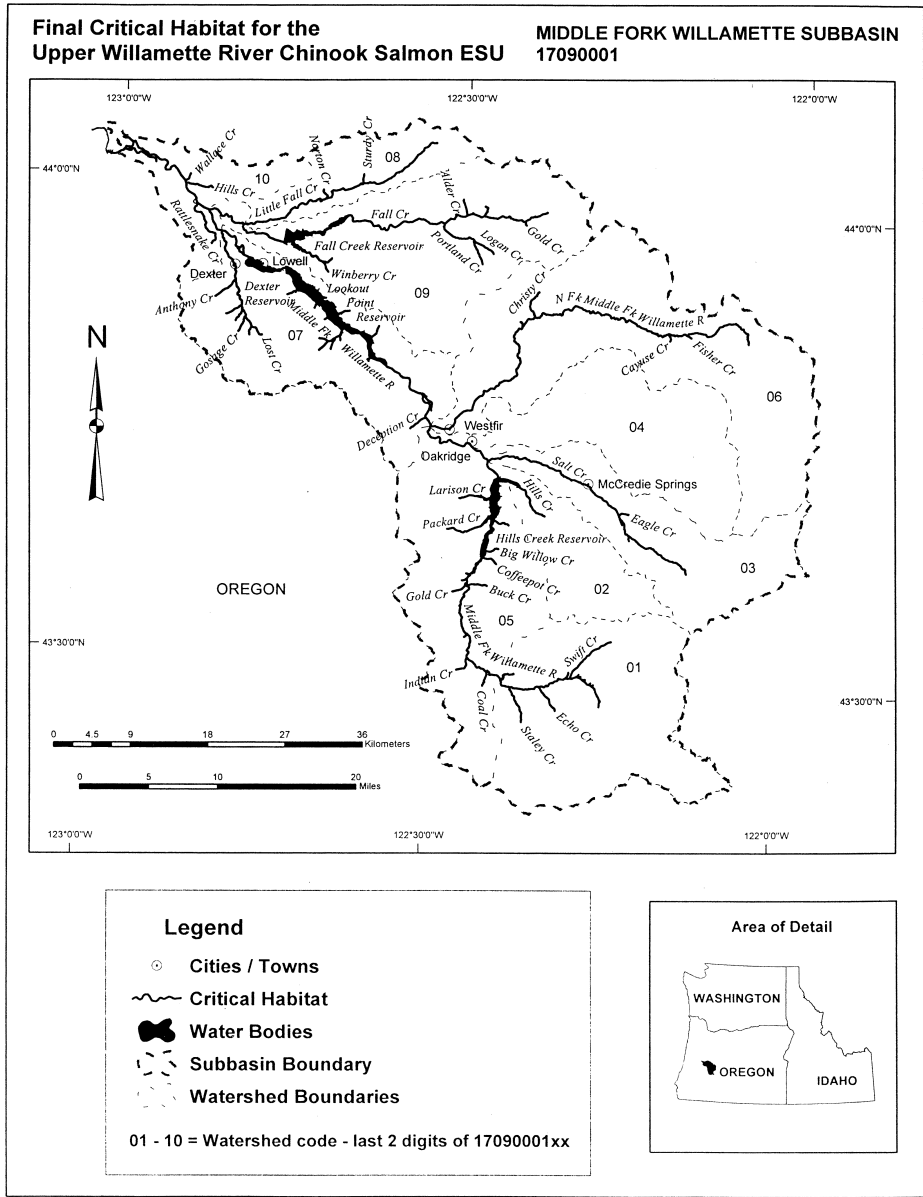 Final Critical Habitat for the
Upper Willamette River Chinook Salmon ESU
MIDDLE FORK WILLAMETTE SUBBASIN
17090001
123°0'0"W
122°30'0"W
122°0'0"W
44°0'0"N
44°0'0"N
Wallace Cr
Hills Cr
10
Little Fall Cr
Norton Cr
Sturdy Cr
08
Rattlesnake Cr
Fall Cr
Alder Cr
Fall Creek Reservoir
Portland Cr
Logan Cr
Gold Cr
Dexter
Lowell
Winberry Cr
Anthony Cr
Dexter
Reservoir
Lookout
Point
Reservoir
09
Christy Cr
N Fk Middle Fk Willamette R
07
Middle Fk
Willamette R
Gosage Cr
Lost Cr
Cayuse Cr
Fisher Cr
06
N
Deception Cr
Westfir
04
Oakridge
Salt Cr
McCredie Springs
Larison Cr
Hills Cr
Packard Cr
Eagle Cr
Hills Creek Reservoir
Big Willow Cr
Coffeepot Cr
03
OREGON
Gold Cr
Buck Cr
02
05
Middle Fk Willamette R
Swift Cr
01
43°30'0"N
43°30'0"N
Indian Cr
Coal Cr
Staley Cr
Echo Cr
0 4.5 9 18 27 36
Kilometers
0 5 10 20
Miles
123°0'0"W
122°30'0"W
122°0'0"W
Legend
Cities / Towns
Critical Habitat
Water Bodies
Subbasin Boundary
Watershed Boundaries
01 - 10 = Watershed code - last 2 digits of 17090001xx
Area of Detail
WASHINGTON
OREGON
IDAHO